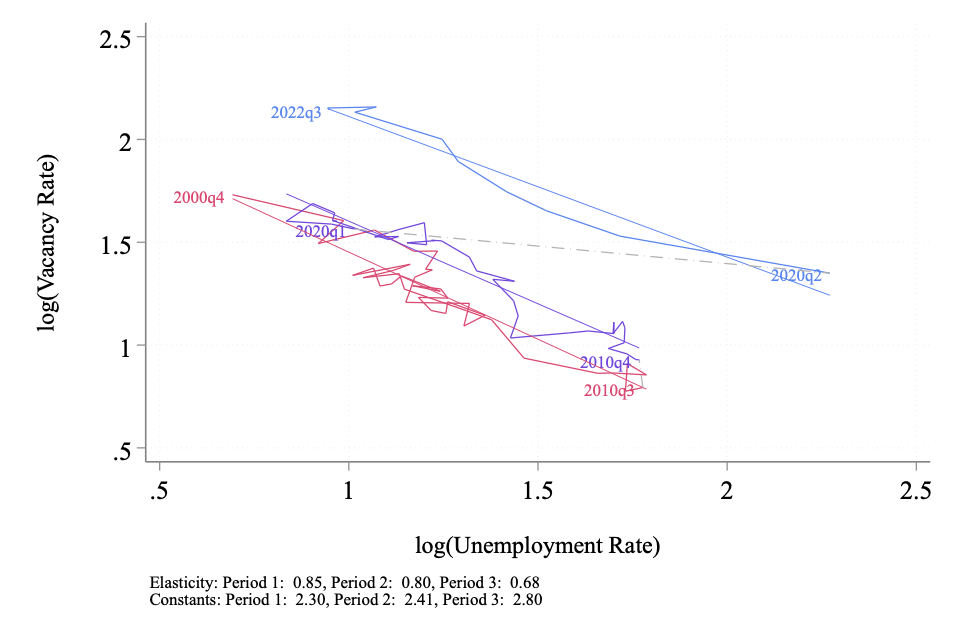 2.5
2
1.5
1
.5
log(Vacancy Rate)
2022q3
2000q4
2020q1
2020q2
2010q4
2010q3
.5 1 1.5 2 2.5
log(Unemployment Rate)
Elasticity: Period 1: 0.85, Period 2: 0.80, Period 3: 0.68
Constants: Period 1: 2.30, Period 2: 2.41, Period 3: 2.80